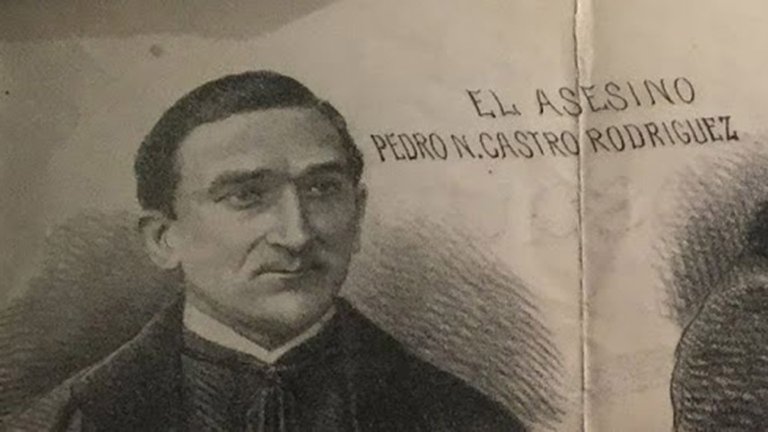 EL ASESINO
PEDRO N. CASTRO RODRIGUEZ